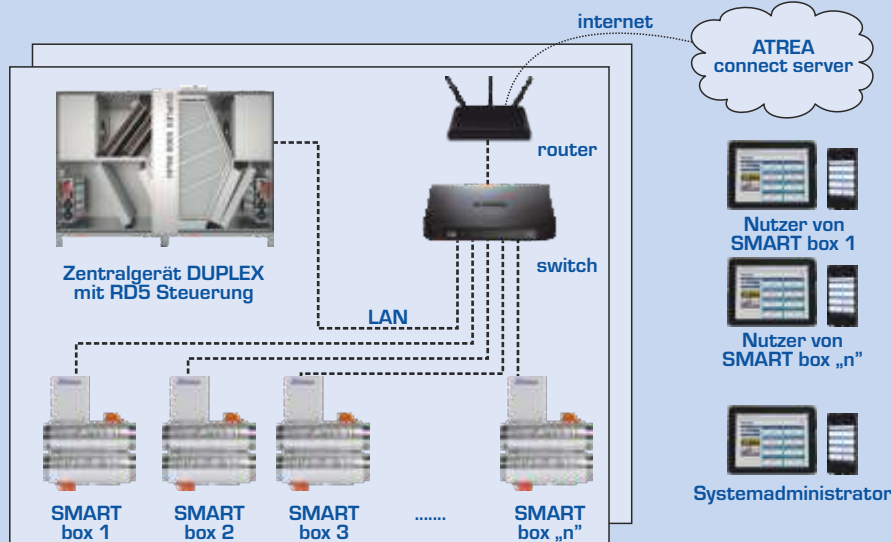 internet
ATREA
connect server
router
switch
Zentralgerät DUPLEX
mit RD5 Steuerung
LAN
Nutzer von
SMART box 1
Nutzer von
SMART box „n”
Systemadministrator
SMART
box 1
SMART
box 2
SMART
box 3
.......
SMART
box „n”